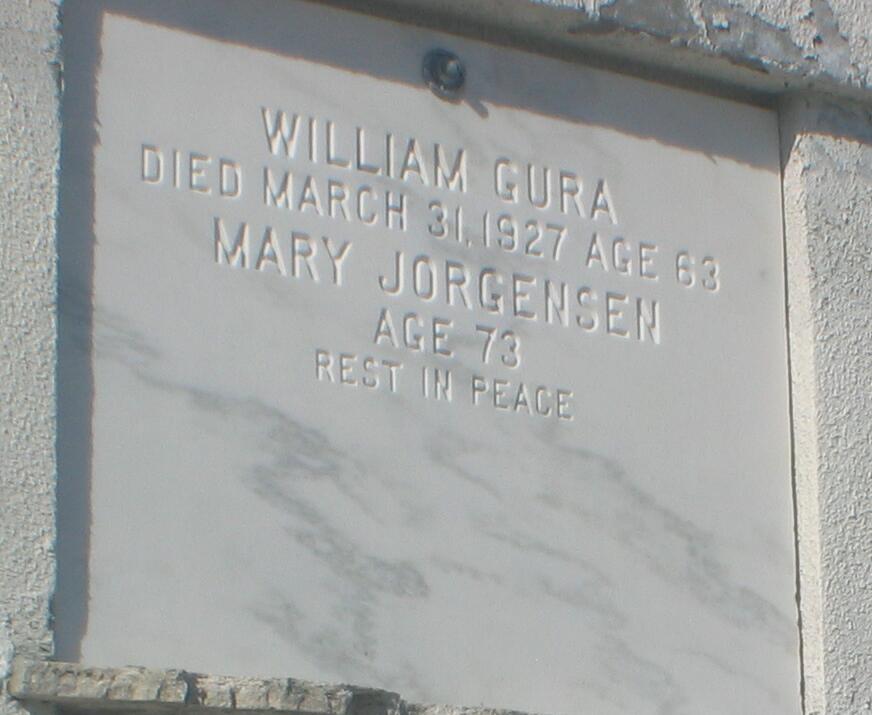 WILLIAM GURA
DIED MARCH 31, 1927 AGE 63
MARY JORGENSEN
AGE 73
REST IN PEACE